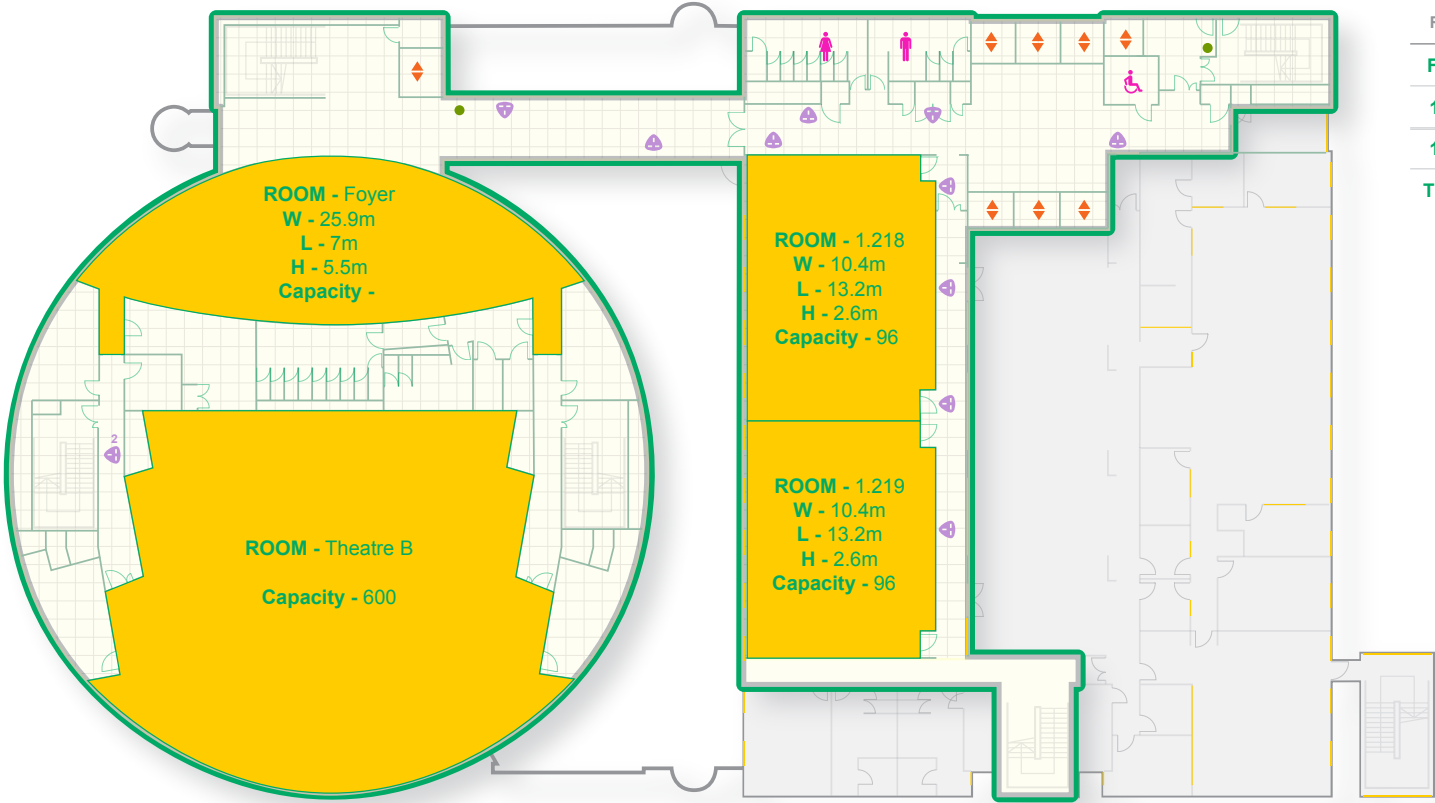 ROOM - Foyer
W - 25.9m
L - 7m
H - 5.5m
Capacity -
ROOM - 1.218
W - 10.4m
L - 13.2m
H - 2.6m
Capacity - 96
ROOM - 1.219
W - 10.4m
L - 13.2m
H - 2.6m
Capacity - 96
2
ROOM - Theatre B
Capacity - 600